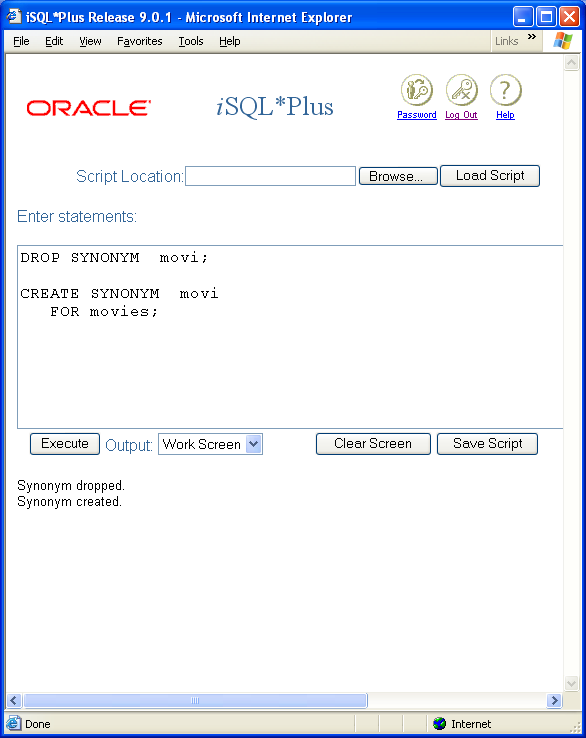 iSQL*Plus Release 9.0.1 - Microsoft Internet Explorer
File Edit View Favorites Tools Help Links »
ORACLE®
iSQL*Plus
Password Log Out Help
Script Location: Browse... Load Script
Enter statements:
DROP SYNONYM  movi;
CREATE SYNONYM  movi
   FOR movies;
Execute Output: Work Screen Clear Screen Save Script
Synonym dropped.
Synonym created.
Done Internet